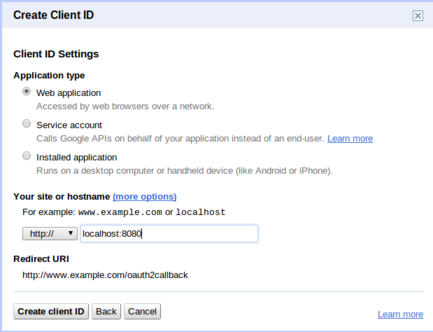 Create Client ID
Client ID Settings
Application type
Web application
Accessed by web browsers over a network.
Service account
Calls Google APIs on behalf of your application instead of an end-user. Learn more
Installed application
Runs on a desktop computer or handheld device (like Android or iPhone).
Your site or hostname (more options)
For example: www.example.com or localhost
http:// localhost:8080
Redirect URI
http://www.example.com/oauth2callback
Create client ID Back Cancel Learn more